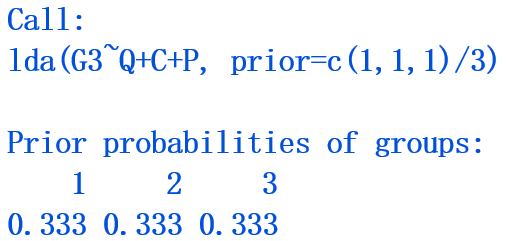 Call:
lda(G3~Q+C+P, prior=c(1,1,1)/3)
Prior probabilities of groups:
1 2 3
0.333 0.333 0.333